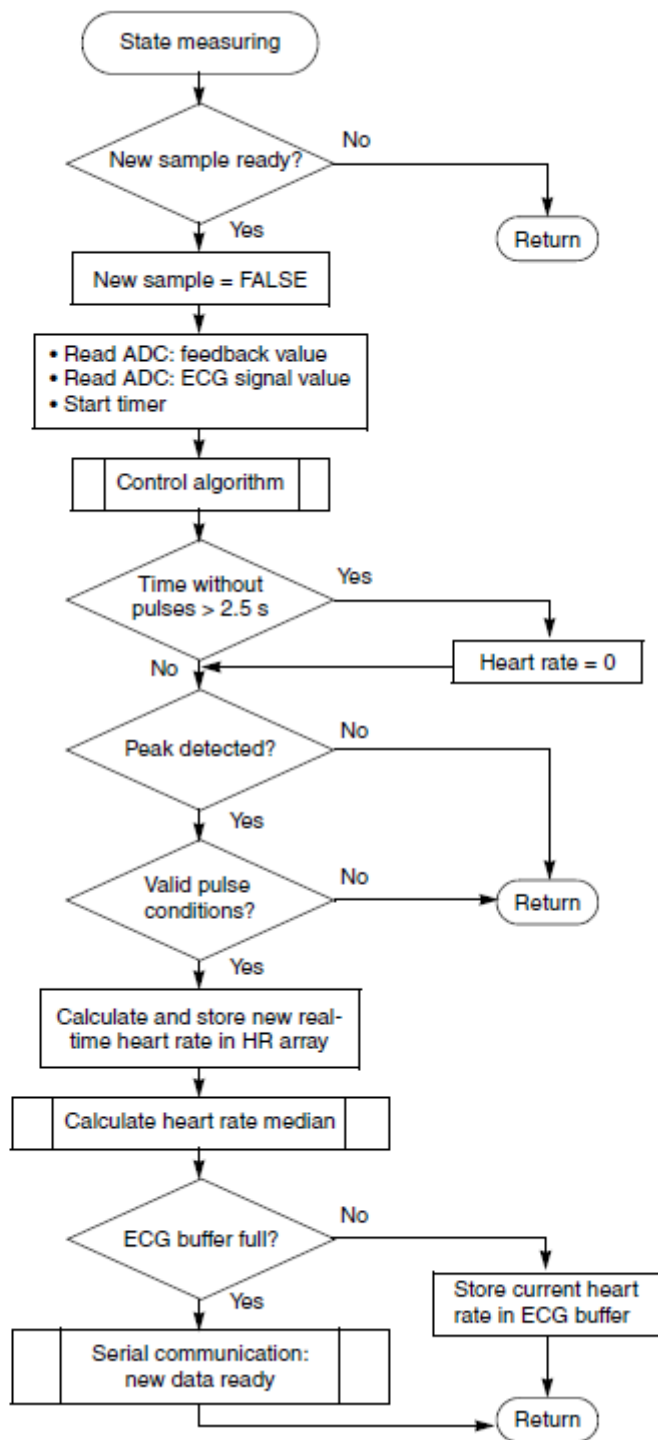 State measuring
New sample ready?
No
Return
Yes
New sample = FALSE
• Read ADC: feedback value
• Read ADC: ECG signal value
• Start timer
Control algorithm
Time without
pulses > 2.5 s
Yes
Heart rate = 0
No
Peak detected?
No
Yes
Valid pulse
conditions?
No
Return
Yes
Calculate and store new real-
time heart rate in HR array
Calculate heart rate median
ECG buffer full?
No
Store current heart
rate in ECG buffer
Yes
Serial communication:
new data ready
Return